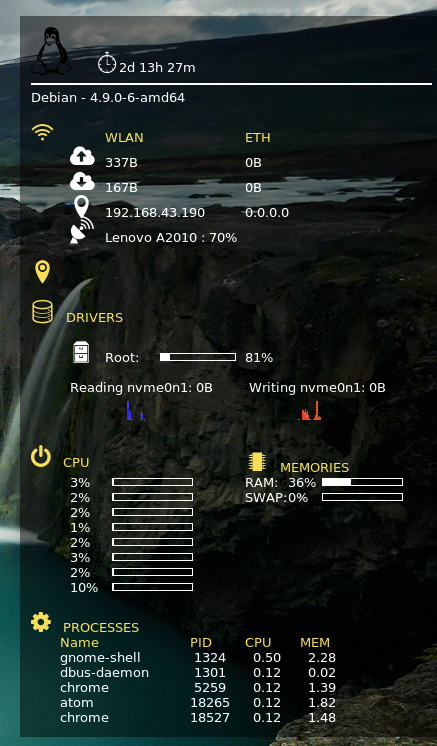 2d 13h 27m
Debian - 4.9.0-6-amd64
WLAN ETH
337B 0B
167B 0B
192.168.43.190 0.0.0.0
Lenovo A2010 : 70%
DRIVERS
Root: 81%
Reading nvme0n1: 0B Writing nvme0n1: 0B
CPU MEMORIES
3% RAM: 36%
2% SWAP:0%
2%
1%
2%
3%
2%
10%
PROCESSES
Name PID CPU MEM
gnome-shell 1324 0.50 2.28
dbus-daemon 1301 0.12 0.02
chrome 5259 0.12 1.39
atom 18265 0.12 1.82
chrome 18527 0.12 1.48